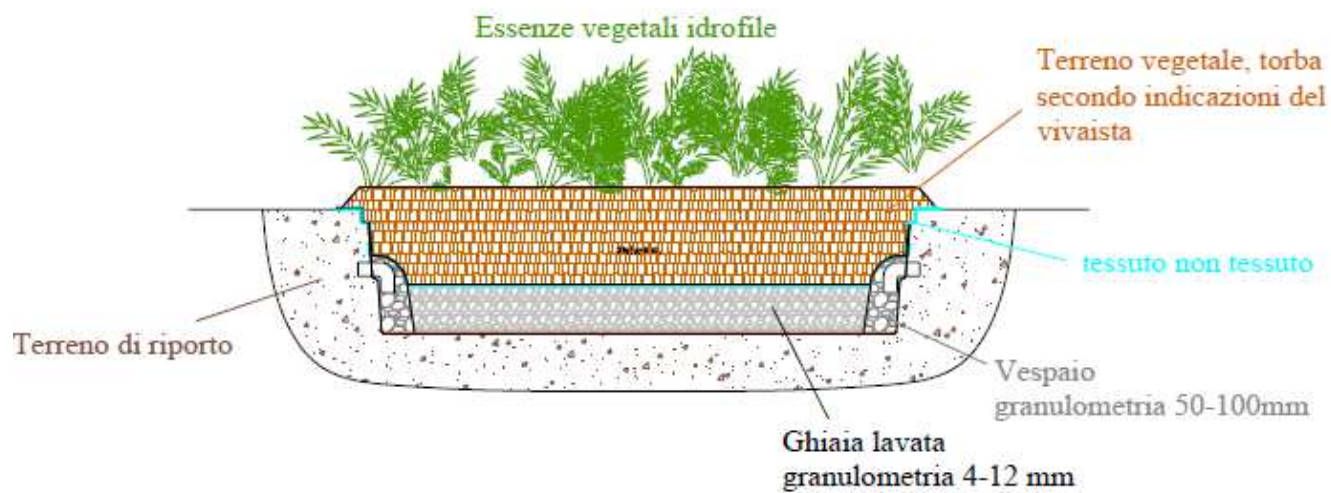 Essenze vegetali idrofile
Terreno vegetale, torba
secondo indicazioni del
vivaista
tessuto non tessuto
Terreno di riporto
Vespaio
granulometria 50-100mm
Ghiaia lavata
granulometria 4-12 mm